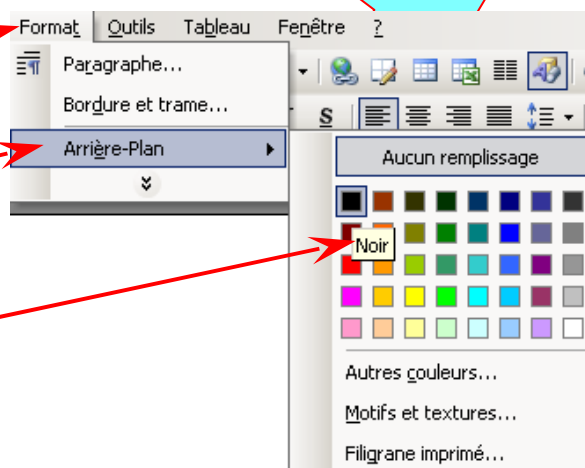 Format Outils Tableau Fenêtre ?
Paragraphe...
Bordure et trame...
S
Arrière-Plan
Aucun remplissage
Noir
Autres couleurs...
Motifs et textures...
Filigrane imprimé...